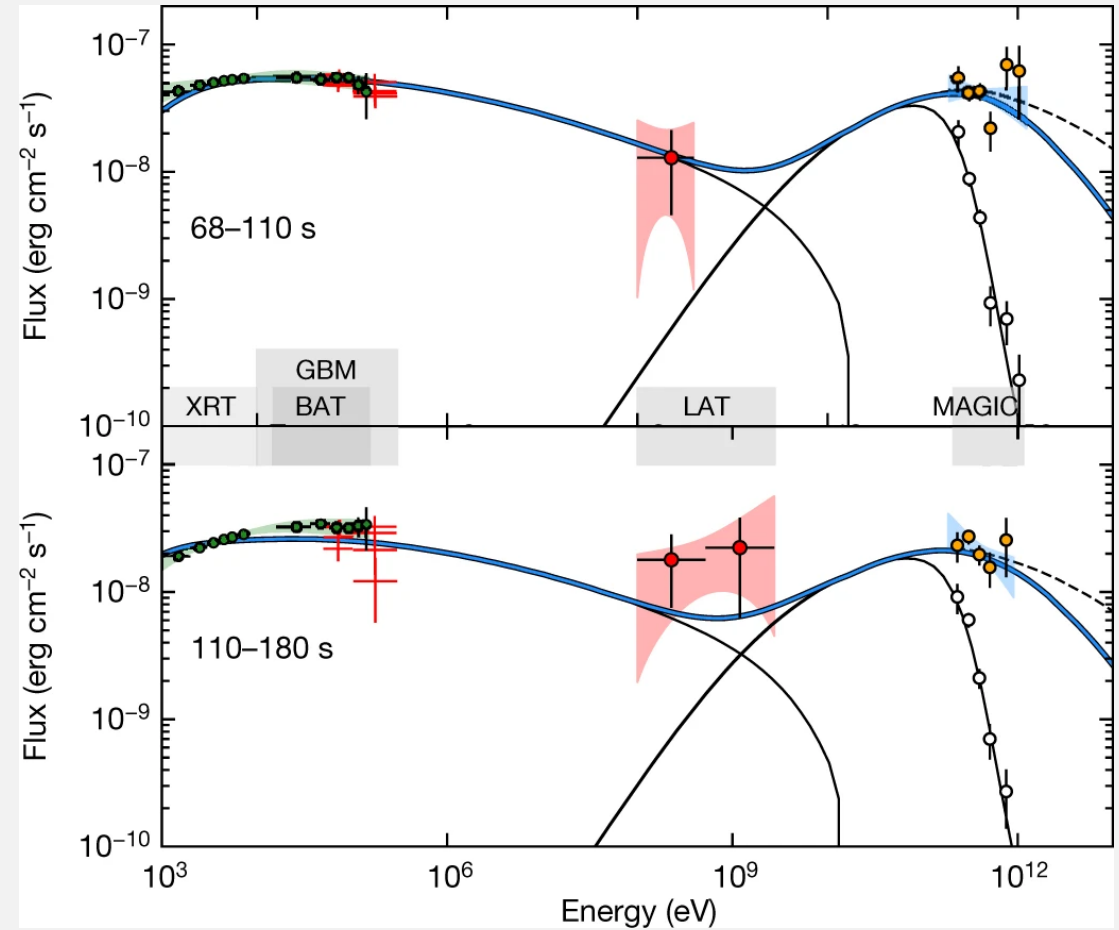 10⁻⁷
10⁻⁸
10⁻⁹
10⁻¹⁰
Flux (erg cm⁻² s⁻¹)
68–110 s
GBM
XRT BAT LAT MAGIC
10⁻⁷
10⁻⁸
10⁻⁹
10⁻¹⁰
Flux (erg cm⁻² s⁻¹)
110–180 s
10³ 10⁶ 10⁹ 10¹²
Energy (eV)